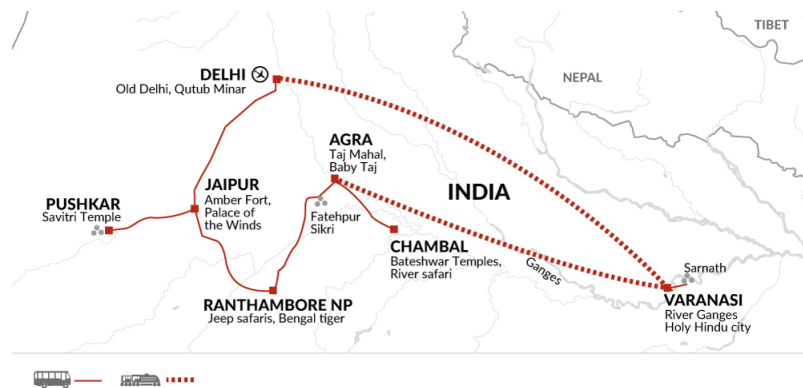 TIBET
NEPAL
DELHI
Old Delhi, Qutub Minar
AGRA
Taj Mahal,
Baby Taj
INDIA
JAIPUR
Amber Fort,
Palace of
the Winds
PUSHKAR
Savitri Temple
Fatehpur
Sikri
CHAMBAL
Bateshwar Temples,
River safari
Ganges
Sarnath
RANTHAMBORE NP
Jeep safaris, Bengal tiger
VARANASI
River Ganges
Holy Hindu city